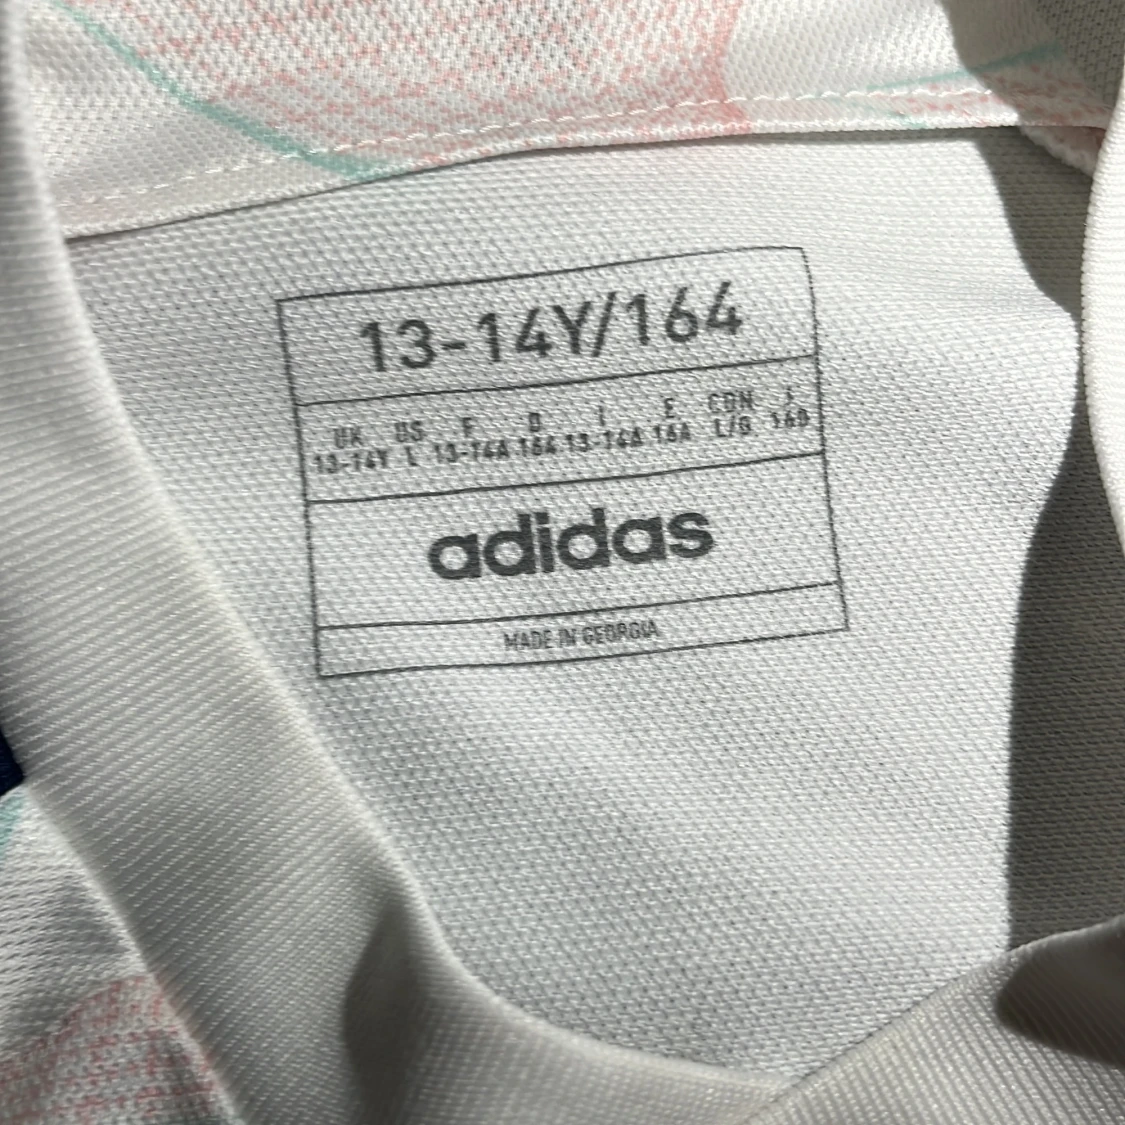 13-14Y/164
UK US F D I E CDN J
13-14Y L 13-14A 164 13-14A 16A L/G 160
adidas
MADE IN GEORGIA